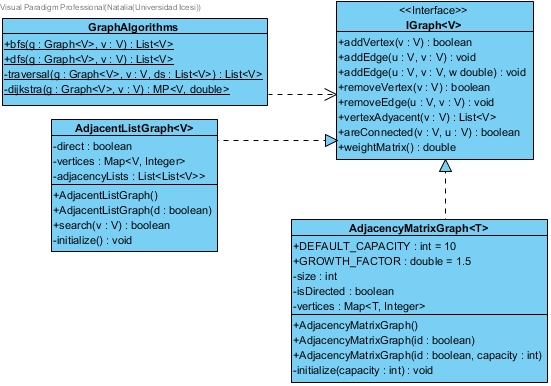 Visual Paradigm Professional(Natalia(Universidad Icesi))
GraphAlgorithms
+bfs(g : Graph<V>, v : V) : List<V>
+dfs(g : Graph<V>, v : V) : List<V>
-traversal(g : Graph<V>, v : V, ds : List<V>) : List<V>
-dijkstra(g : Graph<V>, v : V) : MP<V, double>
<<Interface>>
IGraph<V>
+addVertex(v : V) : boolean
+addEdge(u : V, v : V) : void
+addEdge(u : V, v : V, w double) : void
+removeVertex(v : V) : boolean
+removeEdge(u : V, v : V) : void
+vertexAdyacent(v : V) : List<V>
+areConnected(v : V, u : V) : boolean
+weightMatrix() : double
AdjacentListGraph<V>
-direct : boolean
-vertices : Map<V, Integer>
-adjacencyLists : List<List<V>>
+AdjacentListGraph()
+AdjacentListGraph(d : boolean)
+search(v : V) : boolean
-initialize() : void
AdjacencyMatrixGraph<T>
+DEFAULT_CAPACITY : int = 10
+GROWTH_FACTOR : double = 1.5
-size : int
-isDirected : boolean
-vertices : Map<T, Integer>
+AdjacencyMatrixGraph()
+AdjacencyMatrixGraph(id : boolean)
+AdjacencyMatrixGraph(id : boolean, capacity : int)
-initialize(capacity : int) : void